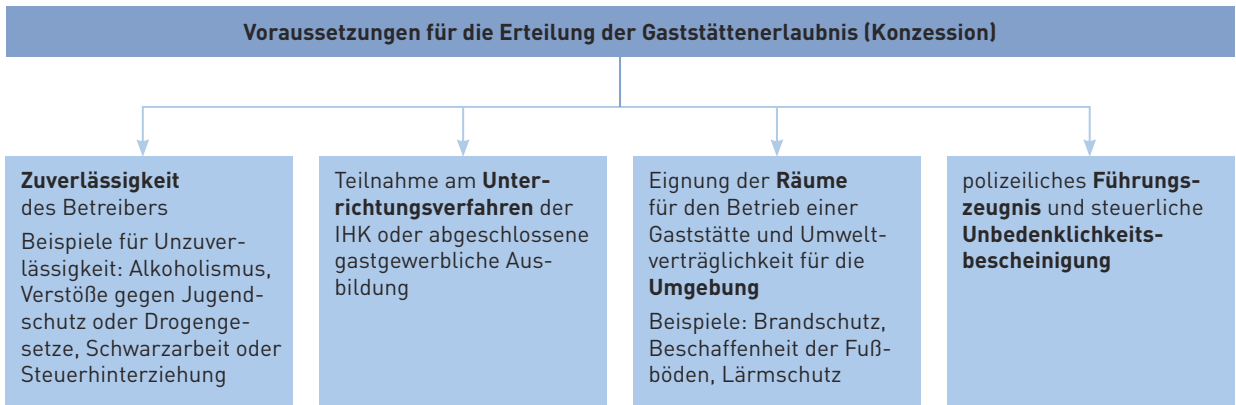 Voraussetzungen für die Erteilung der Gaststättenerlaubnis (Konzession)
Zuverlässigkeit
des Betreibers
Beispiele für Unzuver-
lässigkeit: Alkoholismus,
Verstöße gegen Jugend-
schutz oder Drogenge-
setze, Schwarzarbeit oder
Steuerhinterziehung
Teilnahme am Unter-
richtungsverfahren der
IHK oder abgeschlossene
gastgewerbliche Aus-
bildung
Eignung der Räume
für den Betrieb einer
Gaststätte und Umwelt-
verträglichkeit für die
Umgebung
Beispiele: Brandschutz,
Beschaffenheit der Fuß-
böden, Lärmschutz
polizeiliches Führungs-
zeugnis und steuerliche
Unbedenklichkeits-
bescheinigung